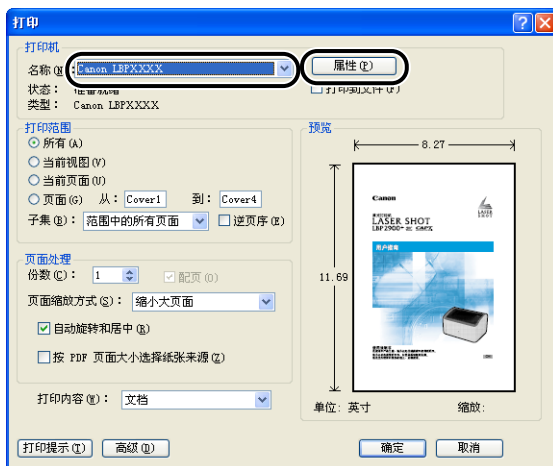 打印
打印机
名称(N):
Canon LBPXXXX
属性(P)
状态:
准备就绪
打印到文件(F)
类型: Canon LBPXXXX
打印范围
所有(A)
当前视图(V)
当前页面(U)
页面(G) 从: Cover1 到: Cover4
子集(B): 范围中的所有页面 逆页序(E)
页面处理
份数(C): 1 配页(O)
页面缩放方式(S): 缩小大页面
自动旋转和居中(R)
按 PDF 页面大小选择纸张来源(Z)
打印内容(W): 文档
预览
8.27
11.69
Canon
LASER SHOT
LBP2900+
用户指南
单位: 英寸 缩放:
打印提示(T) 高级(D) 确定 取消